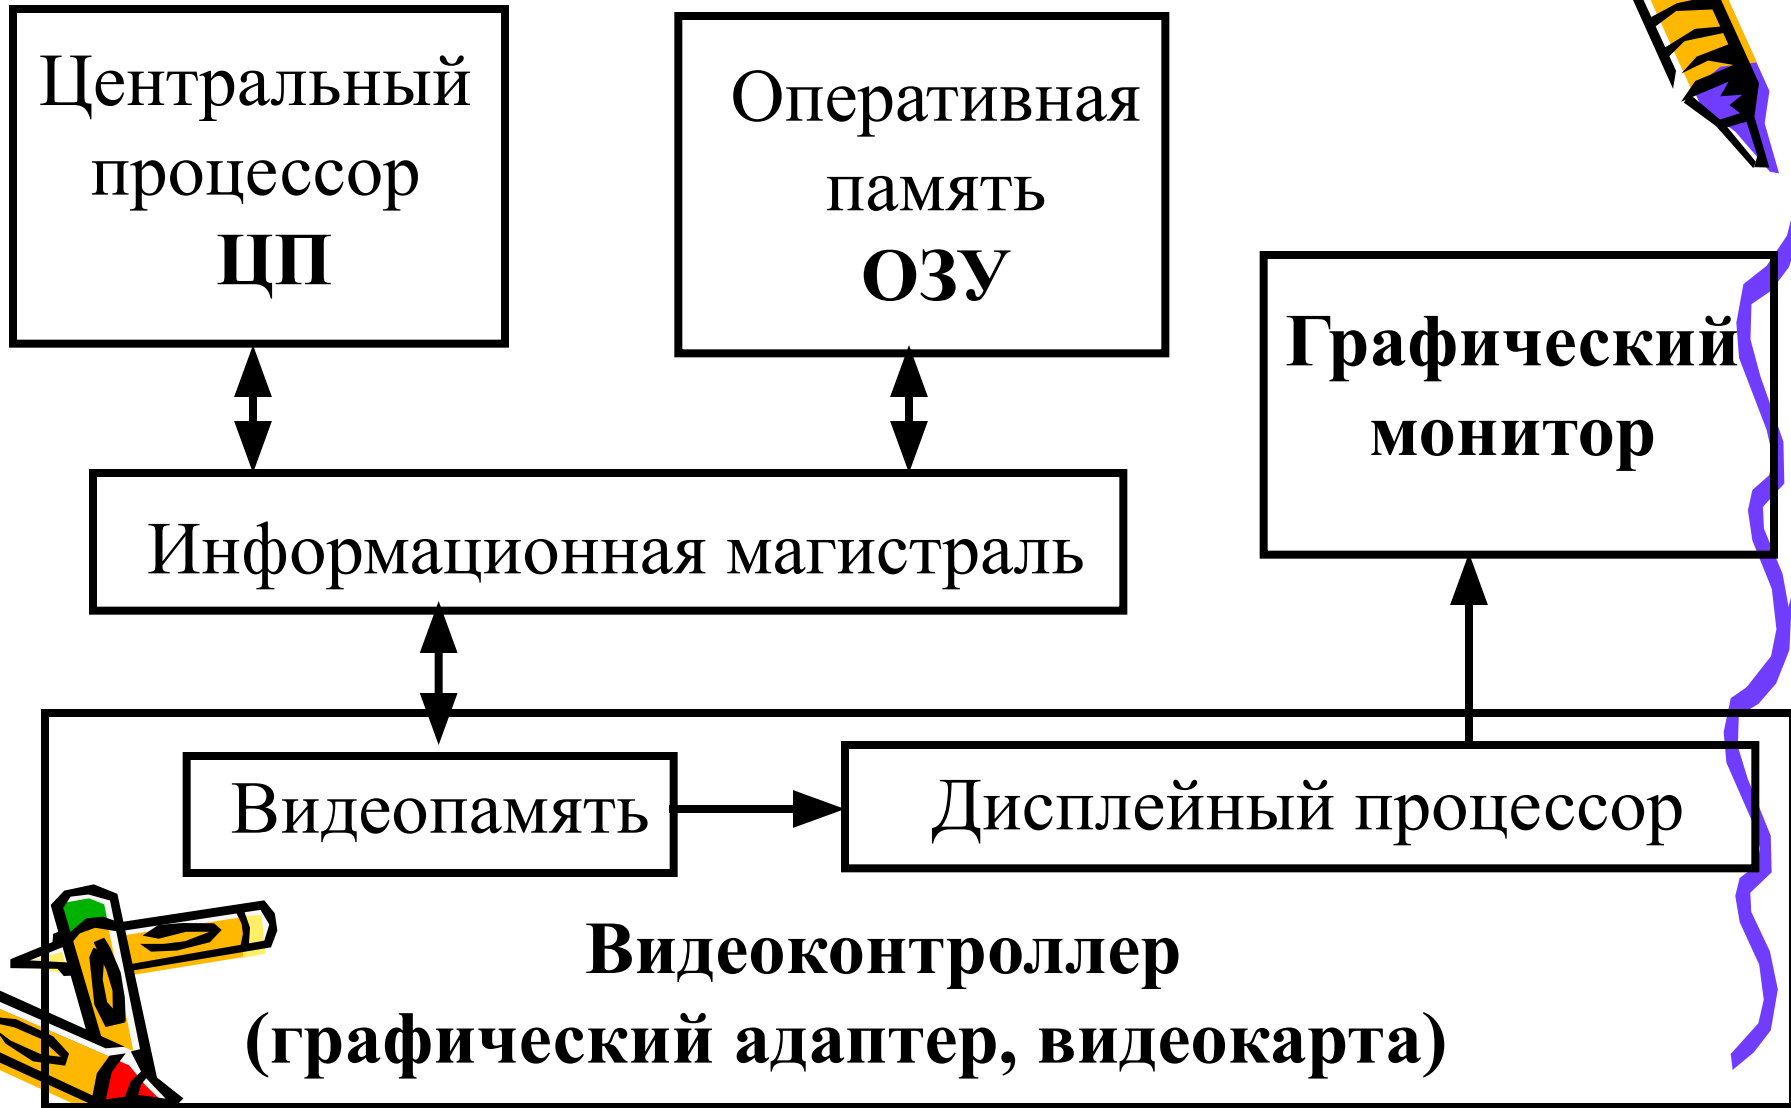 Центральный
процессор
ЦП
Оперативная
память
ОЗУ
Графический
монитор
Информационная магистраль
Видеопамять
Дисплейный процессор
Видеоконтроллер
(графический адаптер, видеокарта)